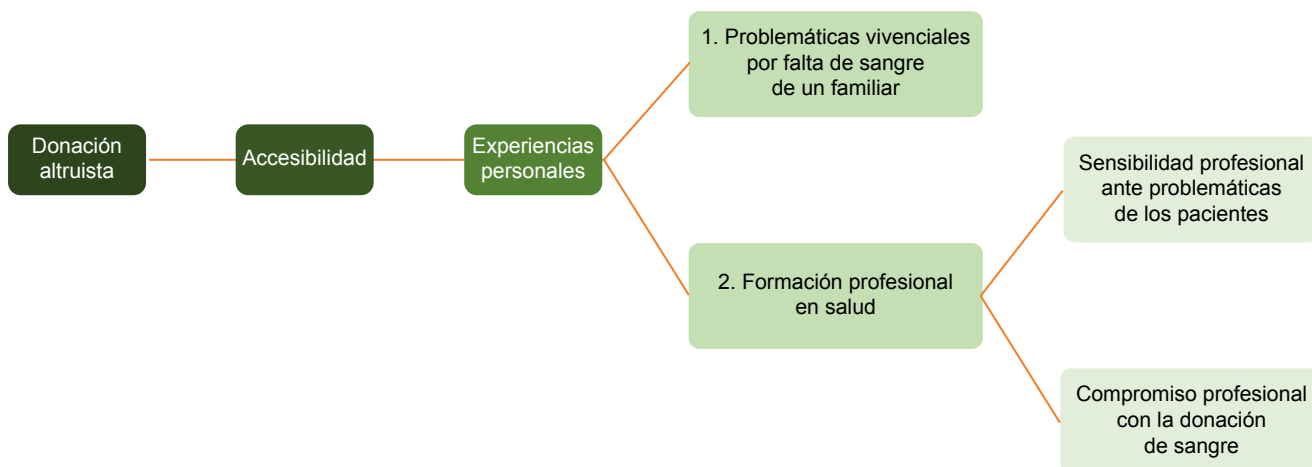 Donación
altruista
Accesibilidad
Experiencias
personales
1. Problemáticas vivenciales
por falta de sangre
de un familiar
2. Formación profesional
en salud
Sensibilidad profesional
ante problemáticas
de los pacientes
Compromiso profesional
con la donación
de sangre